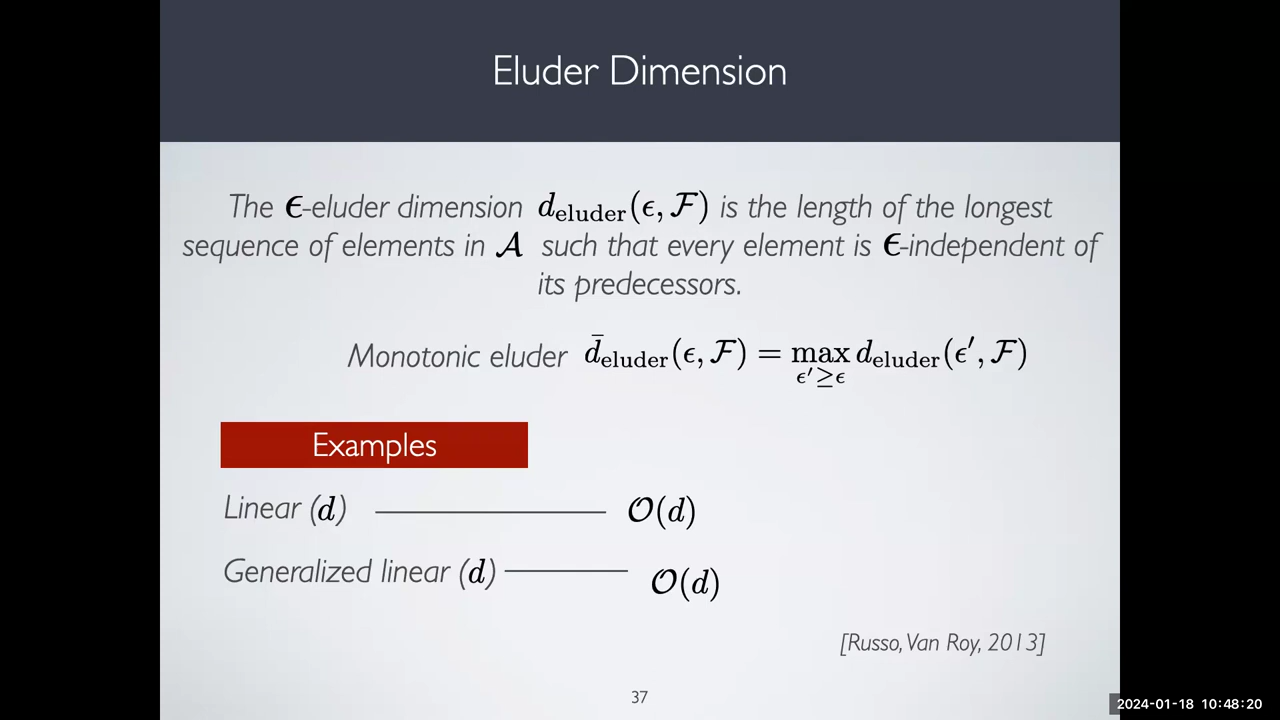 Eluder Dimension
The ϵ-eluder dimension d_eluder(ϵ, ℱ) is the length of the longest
sequence of elements in 𝒜 such that every element is ϵ-independent of
its predecessors.
Monotonic eluder d̄_eluder(ϵ, ℱ) = max_{ϵ′≥ϵ} d_eluder(ϵ′, ℱ)
Examples
Linear (d) 𝒪(d)
Generalized linear (d) 𝒪(d)
[Russo, Van Roy, 2013]
37
2024-01-18 10:48:20